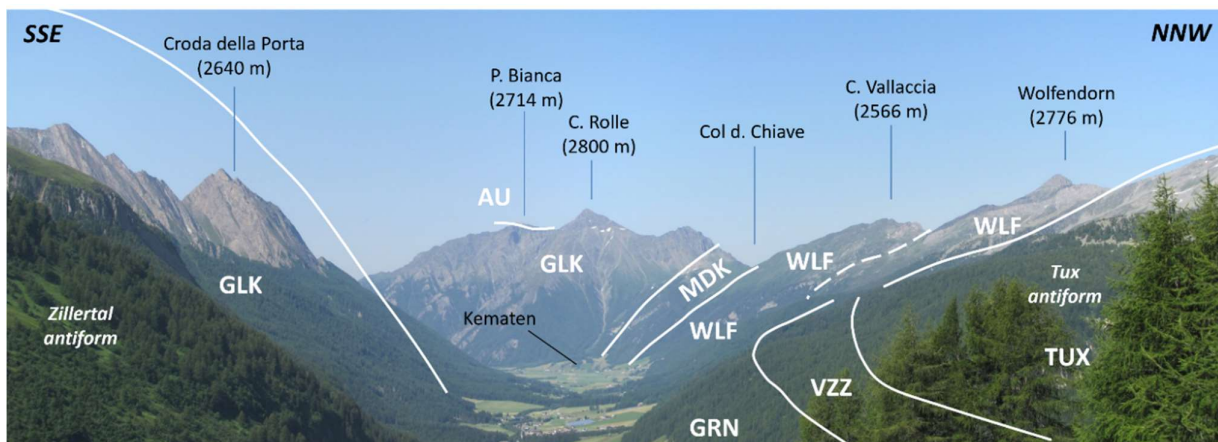 SSE
NNW
Croda della Porta
(2640 m)
P. Bianca
(2714 m)
C. Rolle
(2800 m)
Col d. Chiave
C. Vallaccia
(2566 m)
Wolfendorn
(2776 m)
AU
GLK
MDK
WLF
WLF
GLK
Zillertal
antiform
Kematen
WLF
Tux
antiform
VZZ
TUX
GRN